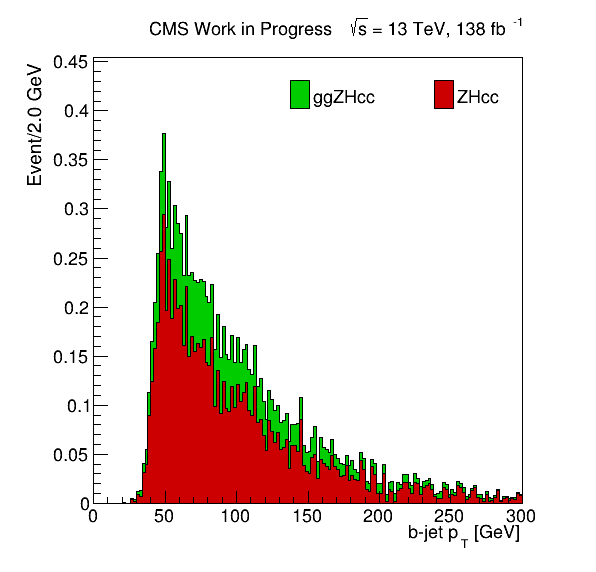 CMS Work in Progress √s = 13 TeV, 138 fb -1
Event/2.0 GeV
ggZHcc
ZHcc
0.45
0.4
0.35
0.3
0.25
0.2
0.15
0.1
0.05
0
0 50 100 150 200 250 300
b-jet p_T [GeV]